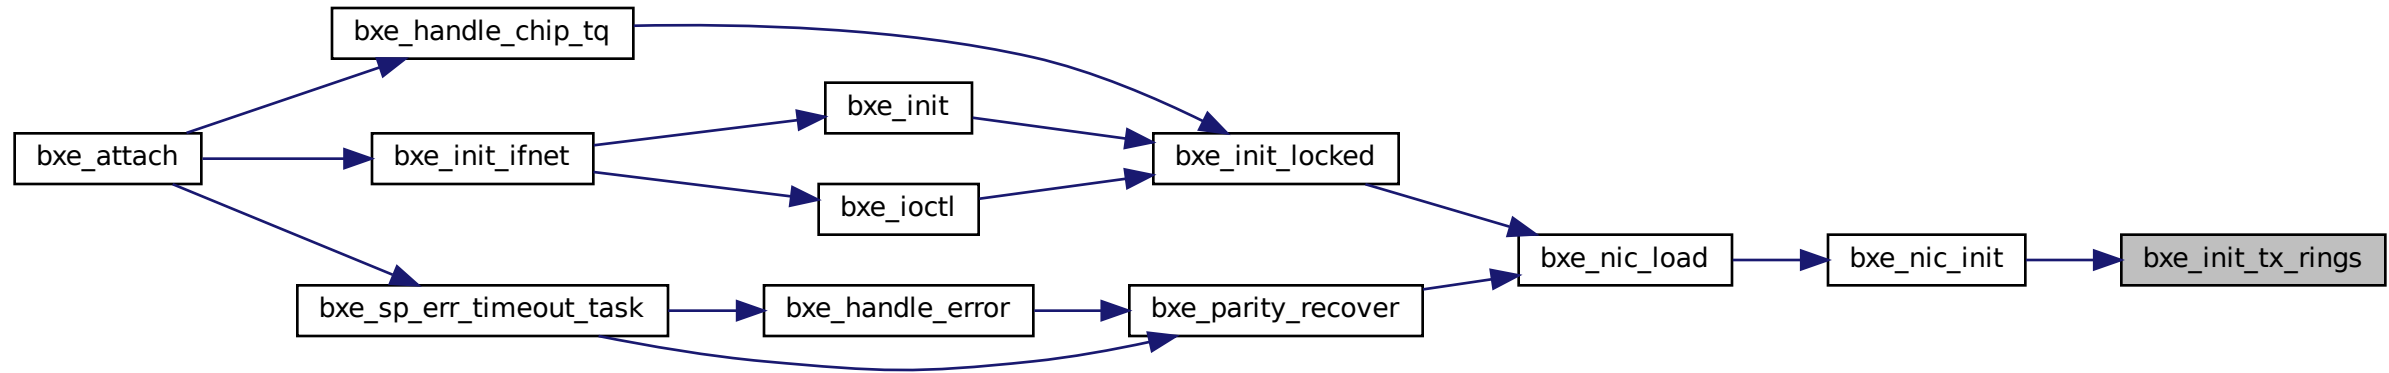 bxe_handle_chip_tq
bxe_init
bxe_attach
bxe_init_ifnet
bxe_init_locked
bxe_ioctl
bxe_nic_load
bxe_nic_init
bxe_init_tx_rings
bxe_sp_err_timeout_task
bxe_handle_error
bxe_parity_recover